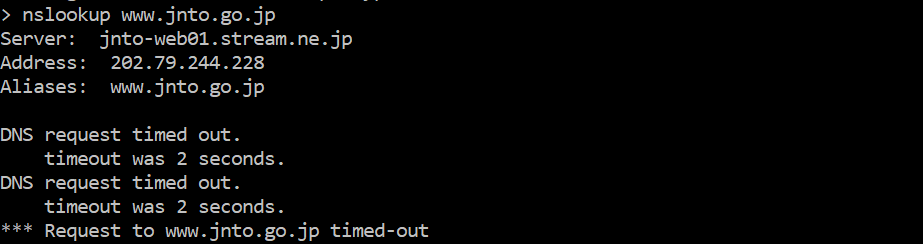 > nslookup www.jnto.go.jp
Server:  jnto-web01.stream.ne.jp
Address:  202.79.244.228
Aliases:  www.jnto.go.jp

DNS request timed out.
    timeout was 2 seconds.
DNS request timed out.
    timeout was 2 seconds.
*** Request to www.jnto.go.jp timed-out